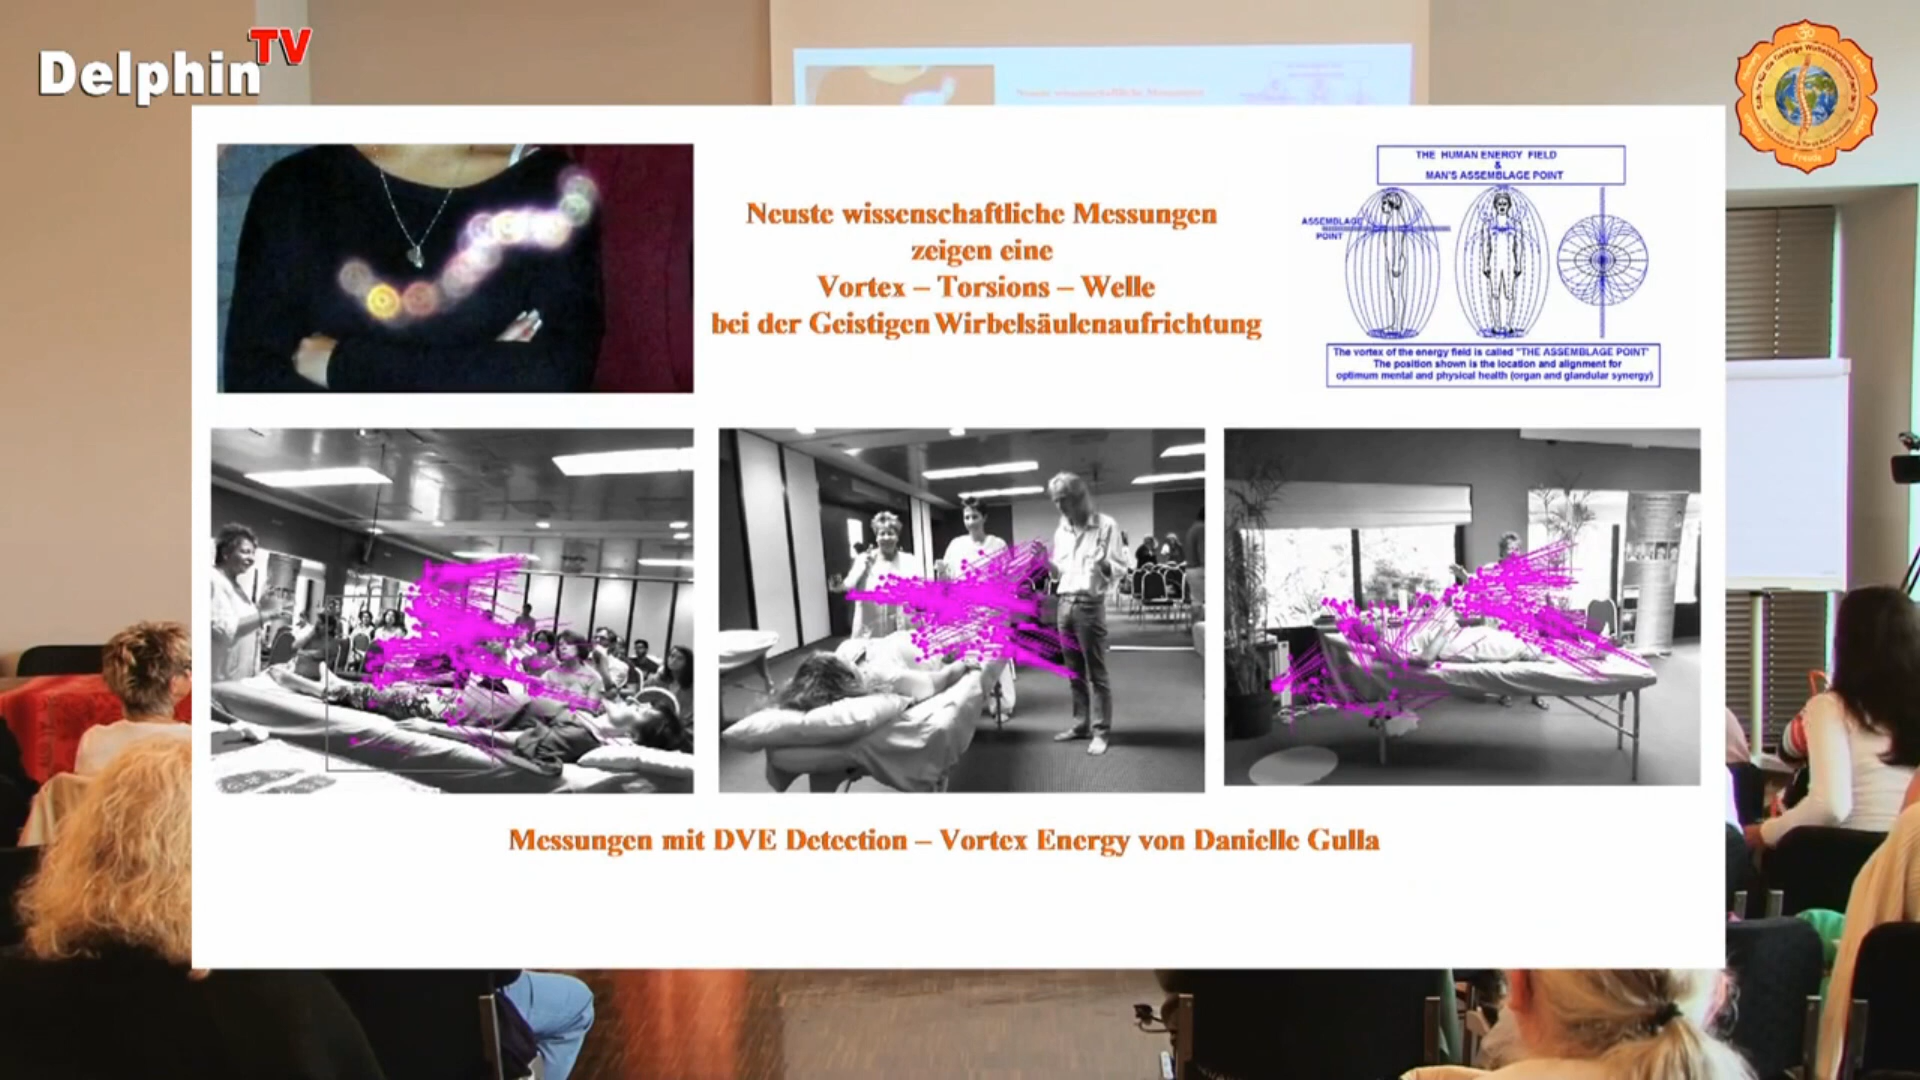 Delphin TV
Neuste wissenschaftliche Messungen
zeigen eine
Vortex – Torsions – Welle
bei der Geistigen Wirbelsäulenaufrichtung
THE HUMAN ENERGY FIELD
&
MAN'S ASSEMBLAGE POINT
ASSEMBLAGE
POINT
The vortex of the energy field is called "THE ASSEMBLAGE POINT'
The position shown is the location and alignment for
optimum mental and physical health (organ and glandular synergy)
Messungen mit DVE Detection – Vortex Energy von Danielle Gulla
Freude